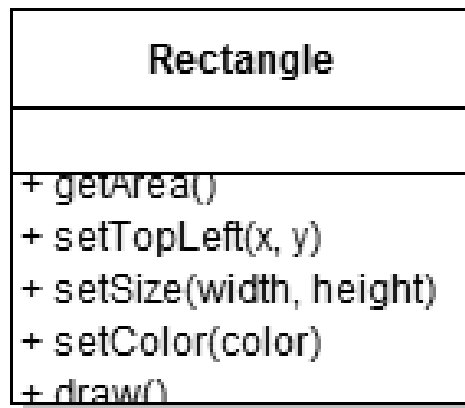 Rectangle
+ getArea()
+ setTopLeft(x, y)
+ setSize(width, height)
+ setColor(color)
+ draw()